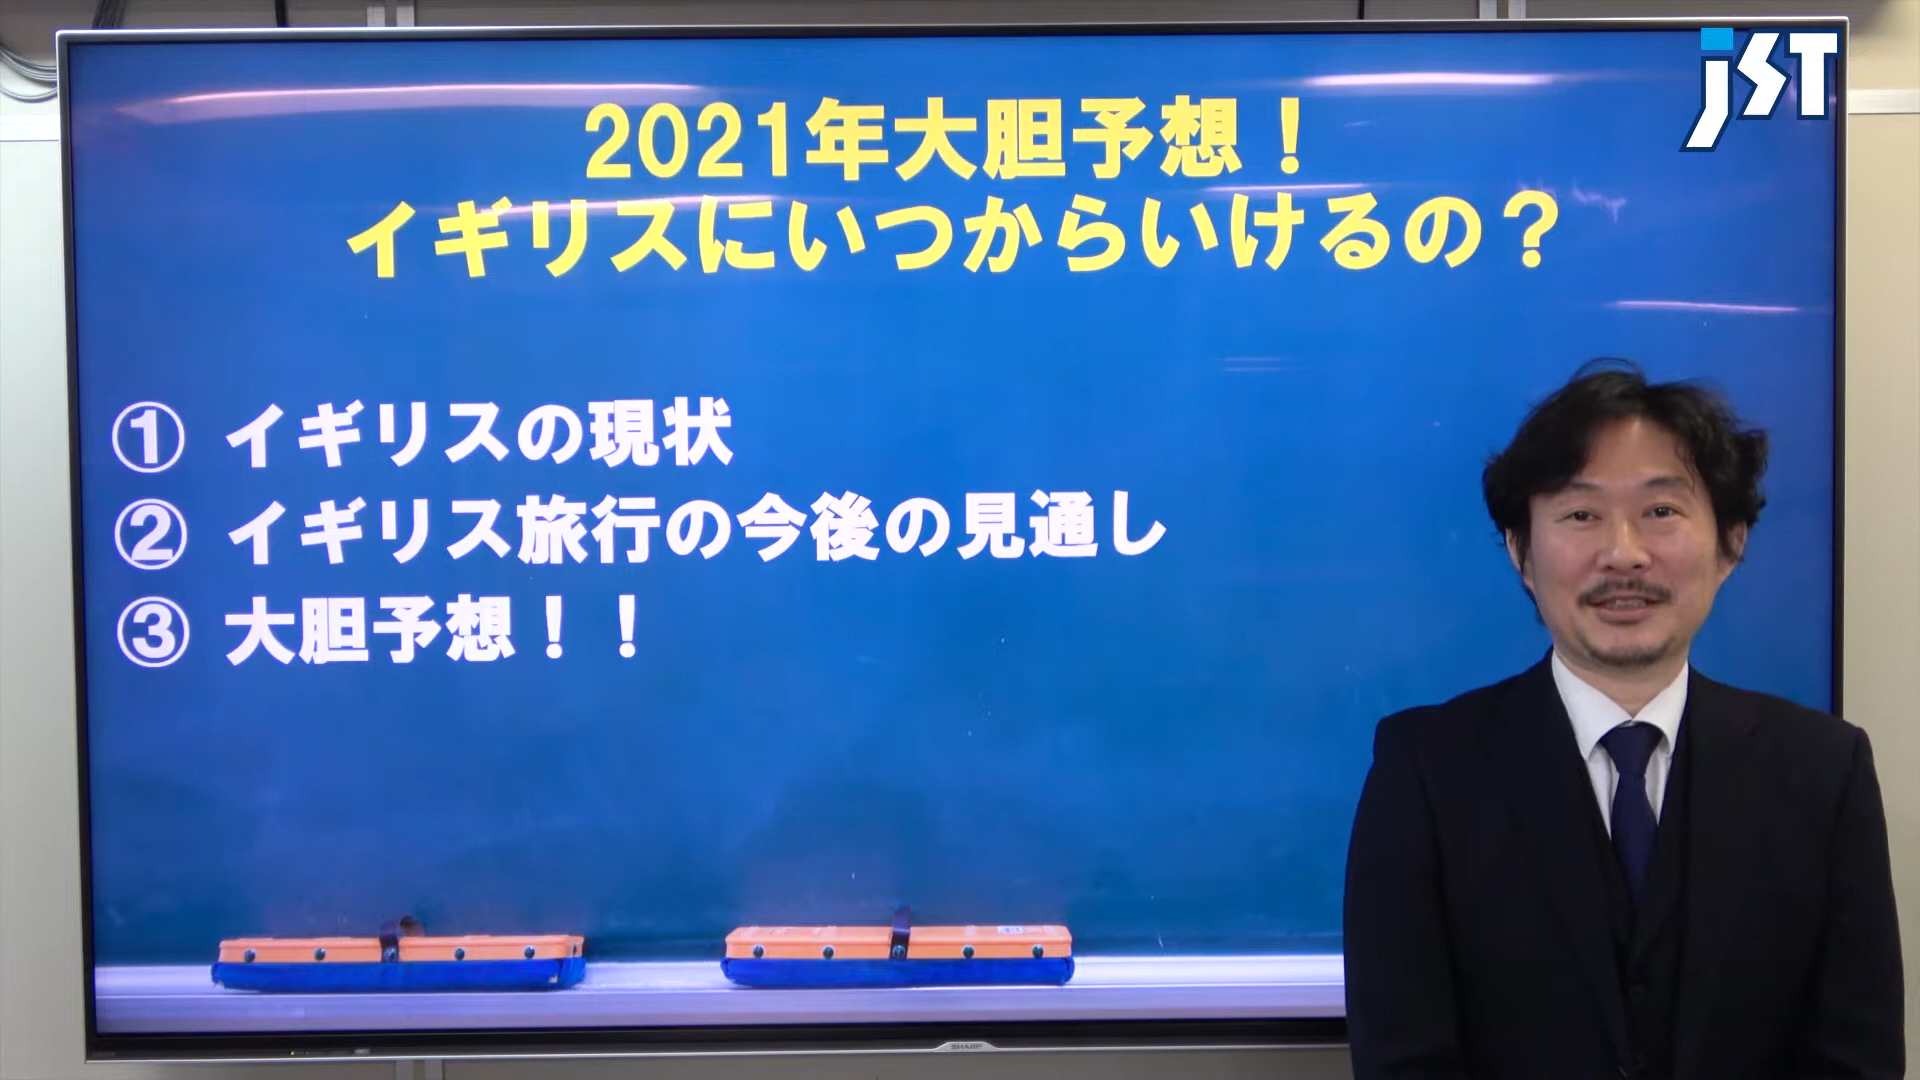 JST
2021年大胆予想！
イギリスにいつからいけるの？
① イギリスの現状
② イギリス旅行の今後の見通し
③ 大胆予想！！
SHARP